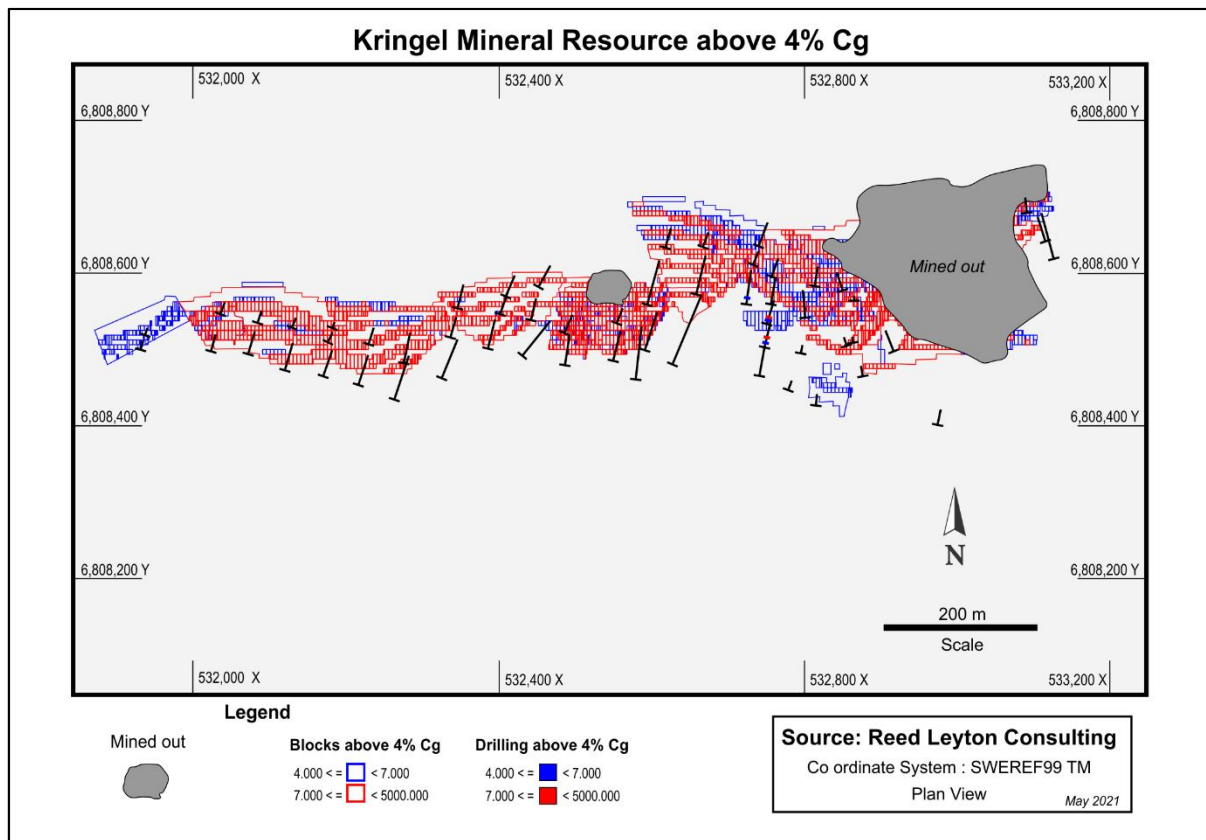 Kringel Mineral Resource above 4% Cg
532,000 X
532,400 X
532,800 X
533,200 X
6,808,800 Y
6,808,800 Y
6,808,600 Y
6,808,600 Y
Mined out
6,808,400 Y
6,808,400 Y
N
6,808,200 Y
6,808,200 Y
200 m
Scale
532,000 X
532,400 X
532,800 X
533,200 X
Legend
Mined out
Blocks above 4% Cg
4.000 <= < 7.000
7.000 <= < 5000.000
Drilling above 4% Cg
4.000 <= < 7.000
7.000 <= < 5000.000
Source: Reed Leyton Consulting
Co ordinate System : SWEREF99 TM
Plan View
May 2021